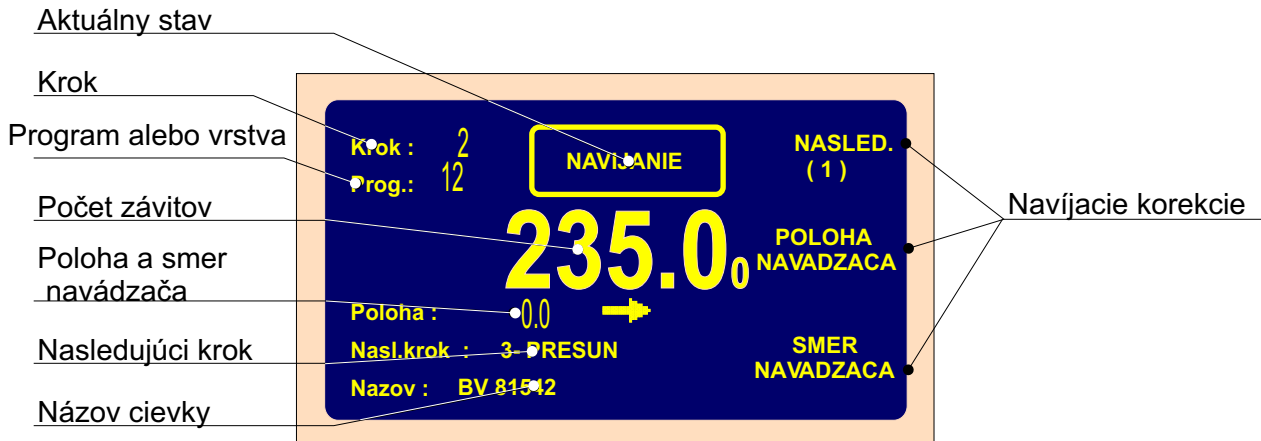 Aktuálny stav
Krok
Program alebo vrstva
Počet závitov
Poloha a smer
navádzača
Nasledujúci krok
Názov cievky
Krok : 2
Prog.: 12
NAVIJANIE
235.00
Poloha : 0.0
Nasl.krok : 3- PRESUN
Nazov : BV 81542
NASLED.
( 1 )
POLOHA
NAVADZACA
SMER
NAVADZACA
Navíjacie korekcie